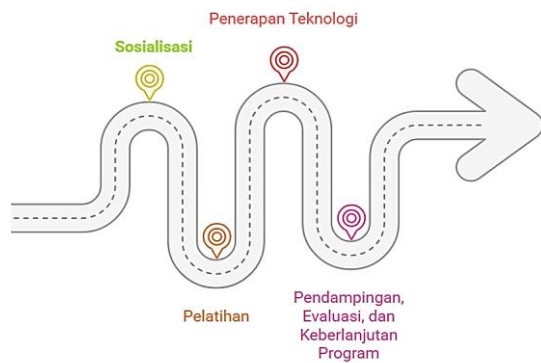 Penerapan Teknologi
Sosialisasi
Pelatihan
Pendampingan,
Evaluasi, dan
Keberlanjutan
Program